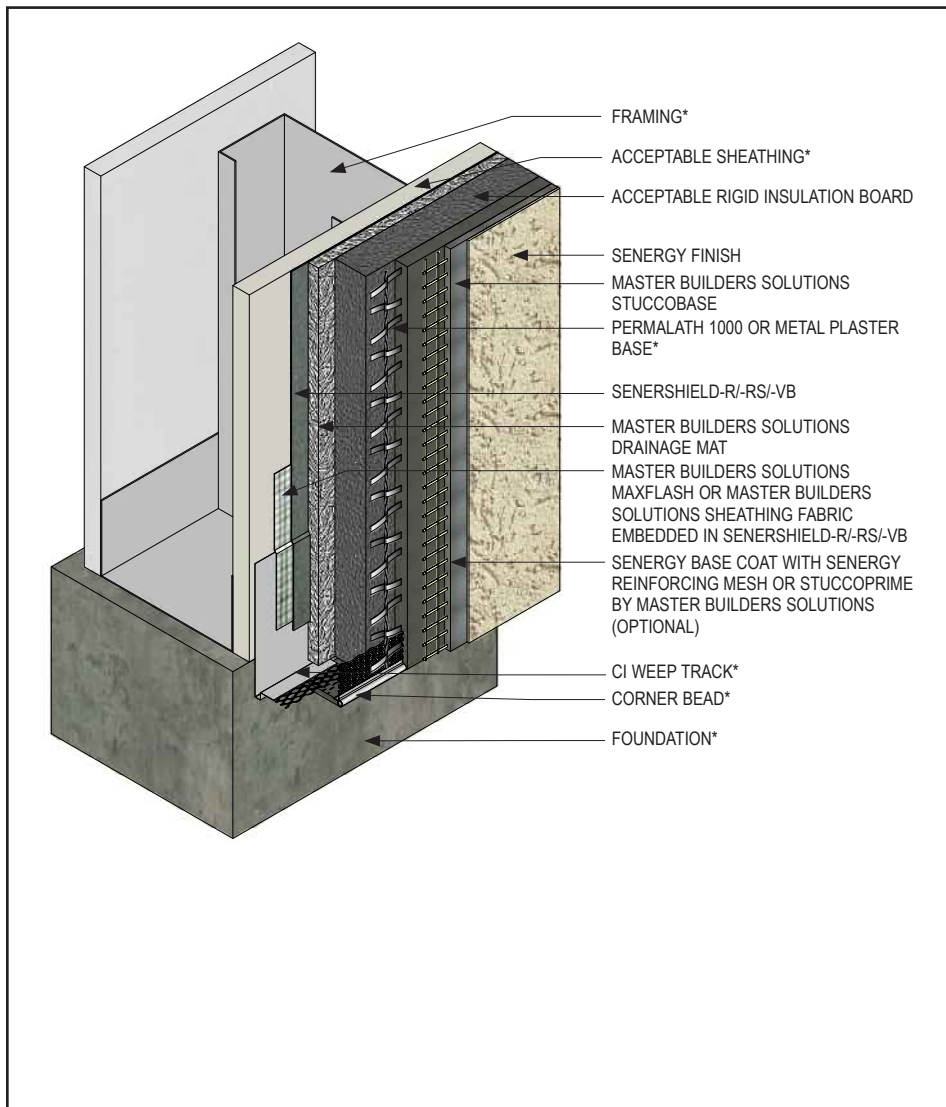 FRAMING*
ACCEPTABLE SHEATHING*
ACCEPTABLE RIGID INSULATION BOARD
SENERGY FINISH
MASTER BUILDERS SOLUTIONS
STUCCOBASE
PERMALATH 1000 OR METAL PLASTER
BASE*
SENERSHIELD-R/-RS/-VB
MASTER BUILDERS SOLUTIONS
DRAINAGE MAT
MASTER BUILDERS SOLUTIONS
MAXFLASH OR MASTER BUILDERS
SOLUTIONS SHEATHING FABRIC
EMBEDDED IN SENERSHIELD-R/-RS/-VB
SENERGY BASE COAT WITH SENERGY
REINFORCING MESH OR STUCCOPRIME
BY MASTER BUILDERS SOLUTIONS
(OPTIONAL)
CI WEEP TRACK*
CORNER BEAD*
FOUNDATION*